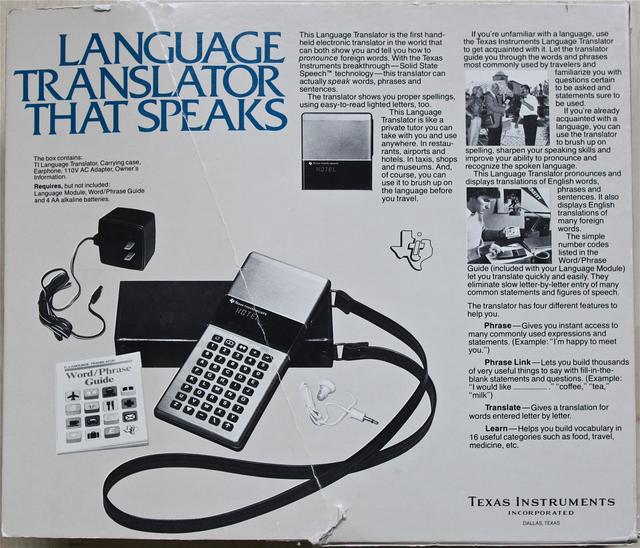 LANGUAGE
TRANSLATOR
THAT SPEAKS
The box contains:
TI Language Translator, Carrying case,
Earphone, 110V AC Adapter, Owner's
Information.
Requires, but not included:
Language Module, Word/Phrase Guide
and 4 AA alkaline batteries.
This Language Translator is the first hand-
held electronic translator in the world that
can both show you and tell you how to
pronounce foreign words. With the Texas
Instruments breakthrough—Solid State
Speech™ technology—this translator can
actually speak words, phrases and
sentences.
The translator shows you proper spellings,
using easy-to-read lighted letters, too.
This Language
Translator is like a
private tutor you can
take with you and use
anywhere. In restau-
rants, airports and
hotels. In taxis, shops
and museums. And,
of course, you can
use it to brush up on
the language before
you travel.
HOTEL
If you're unfamiliar with a language, use
the Texas Instruments Language Translator
to get acquainted with it. Let the translator
guide you through the words and phrases
most commonly used by travelers and
familiarize you with
questions certain
to be asked and
statements sure to
be used.
If you're already
acquainted with a
language, you can
use the translator
to brush up on
spelling, sharpen your speaking skills and
improve your ability to pronounce and
recognize the spoken language.
This Language Translator pronounces and
displays translations of English words,
phrases and
sentences. It also
displays English
translations of
many foreign
words.
The simple
number codes
listed in the
Word/Phrase
Guide (included with your Language Module)
let you translate quickly and easily. They
eliminate slow letter-by-letter entry of many
common statements and figures of speech.
The translator has four different features to
help you.
Phrase—Gives you instant access to
many commonly used expressions and
statements. (Example: "I'm happy to meet
you.")
Phrase Link—Lets you build thousands
of very useful things to say with fill-in-the-
blank statements and questions. (Example:
"I would like ________." "coffee," "tea,"
"milk")
Translate—Gives a translation for
words entered letter by letter.
Learn—Helps you build vocabulary in
16 useful categories such as food, travel,
medicine, etc.
TEXAS INSTRUMENTS
HOTEL
TI LANGUAGE TRANSLATOR
Word/Phrase
Guide
TEXAS INSTRUMENTS
INCORPORATED
DALLAS, TEXAS